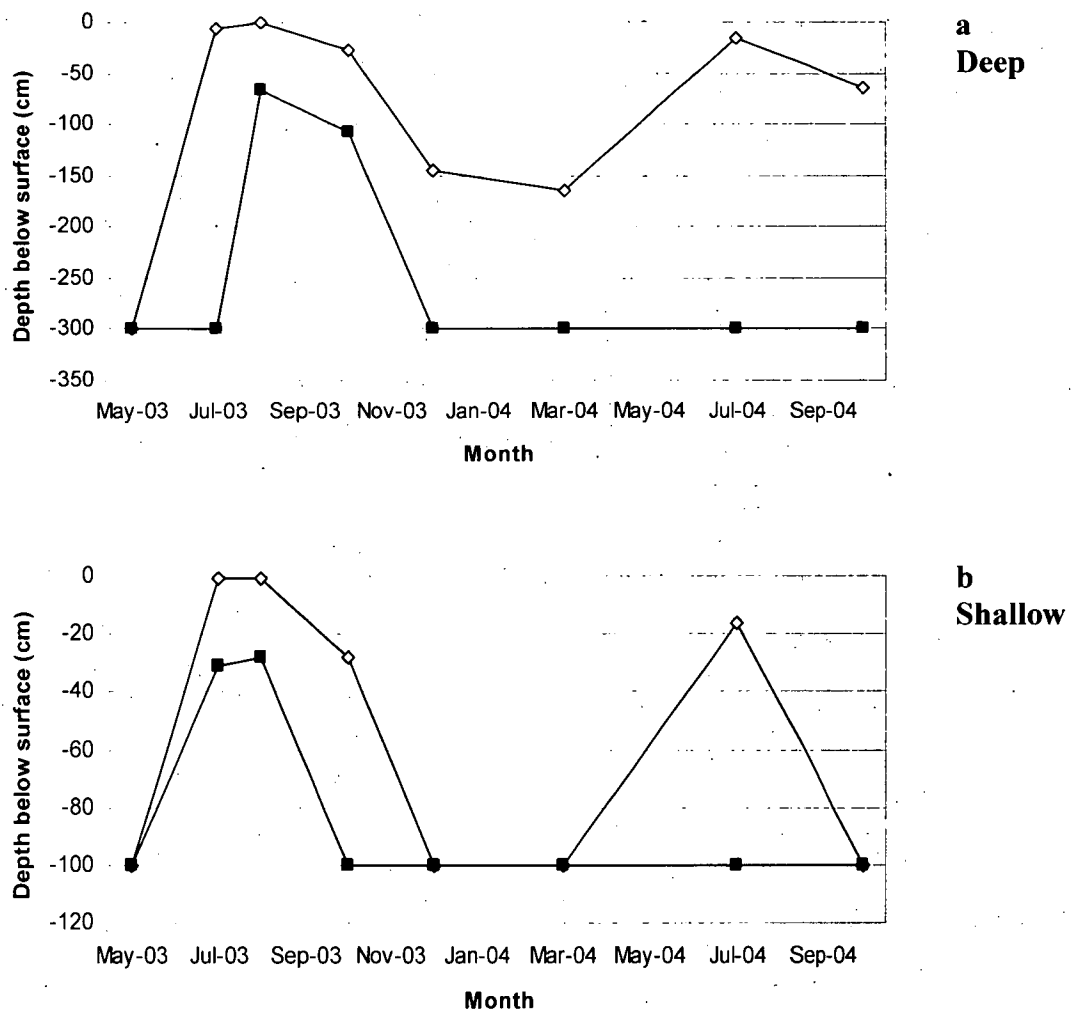 a
Deep
Depth below surface (cm)
0
-50
-100
-150
-200
-250
-300
-350
May-03 Jul-03 Sep-03 Nov-03 Jan-04 Mar-04 May-04 Jul-04 Sep-04
Month
b
Shallow
Depth below surface (cm)
0
-20
-40
-60
-80
-100
-120
May-03 Jul-03 Sep-03 Nov-03 Jan-04 Mar-04 May-04 Jul-04 Sep-04
Month